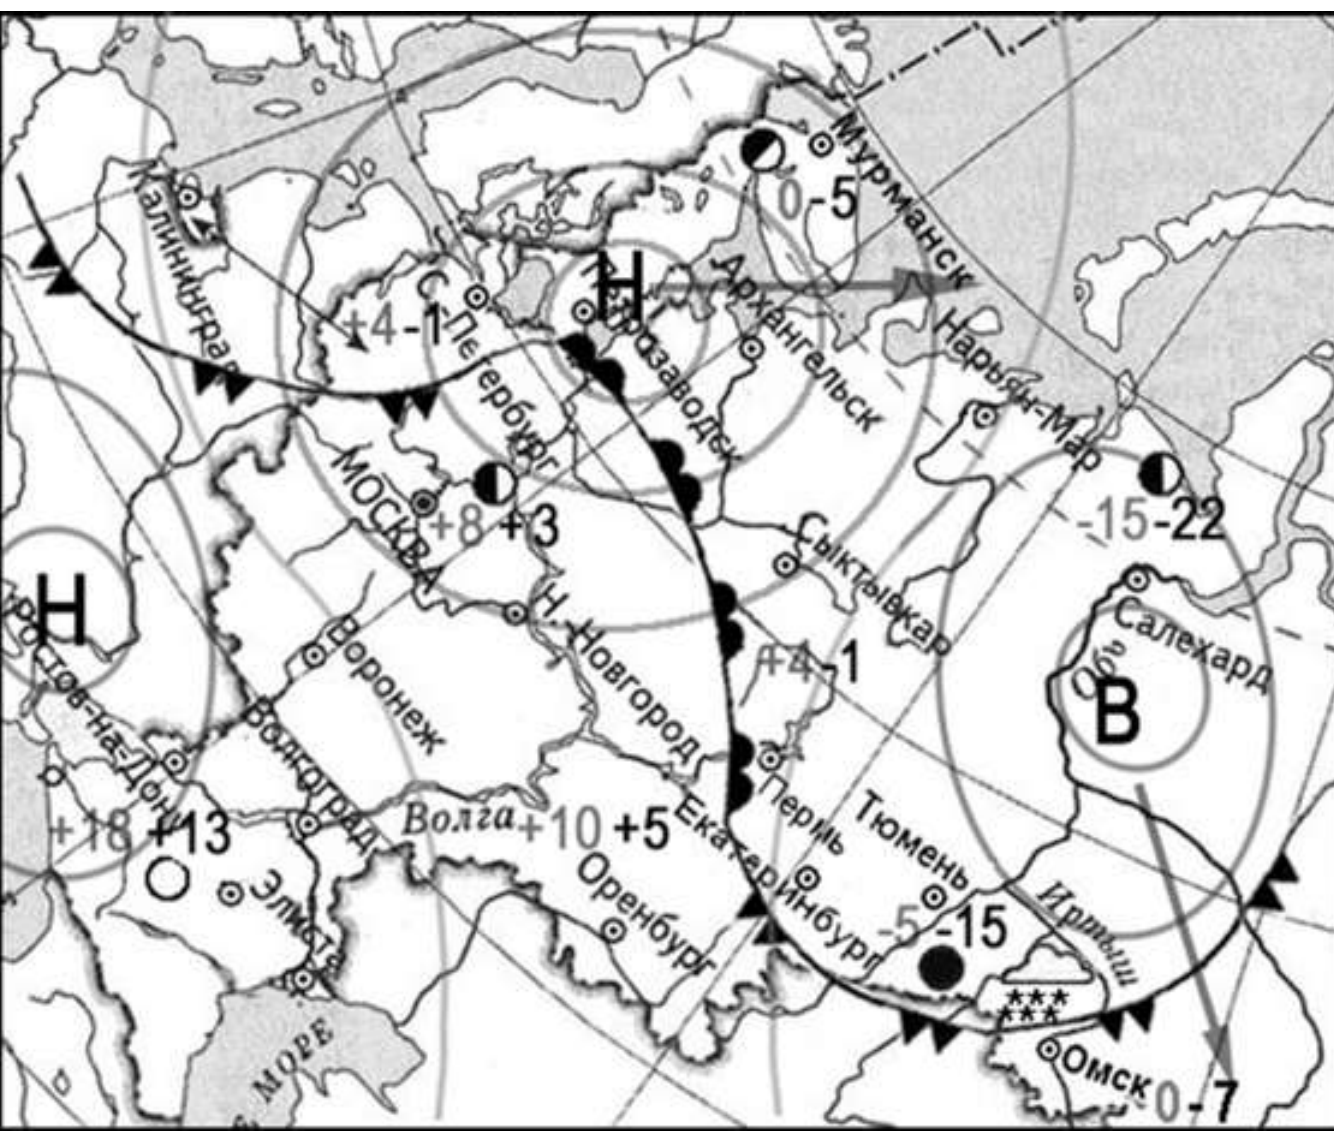 Мурманск
0-5
Калининград
Н
Архангельск
+4-1
С.-Петербург
Петрозаводск
Нарьян-Мар
МОСКВА
+8+3
-15-22
Сыктывкар
Салехард
Обь
В
Н
Н.-Новгород
Воронеж
+4-1
Ростов-на-Дону
Волгоград
+18+13
Волга
+10+5
Екатеринбург
Пермь
Тюмень
Оренбург
Элиста
-5-15
Иртыш
***
***
Омск
0-7
МОРЕ